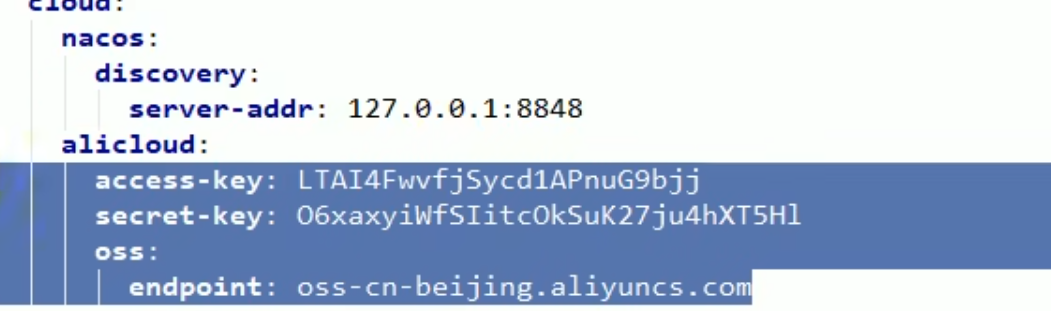 cloud:
nacos:
discovery:
server-addr: 127.0.0.1:8848
alicloud:
access-key: LTAI4FwvfjSycd1APnuG9bjj
secret-key: O6xaxyiWfSIitcOkSuK27ju4hXT5Hl
oss:
endpoint: oss-cn-beijing.aliyuncs.com